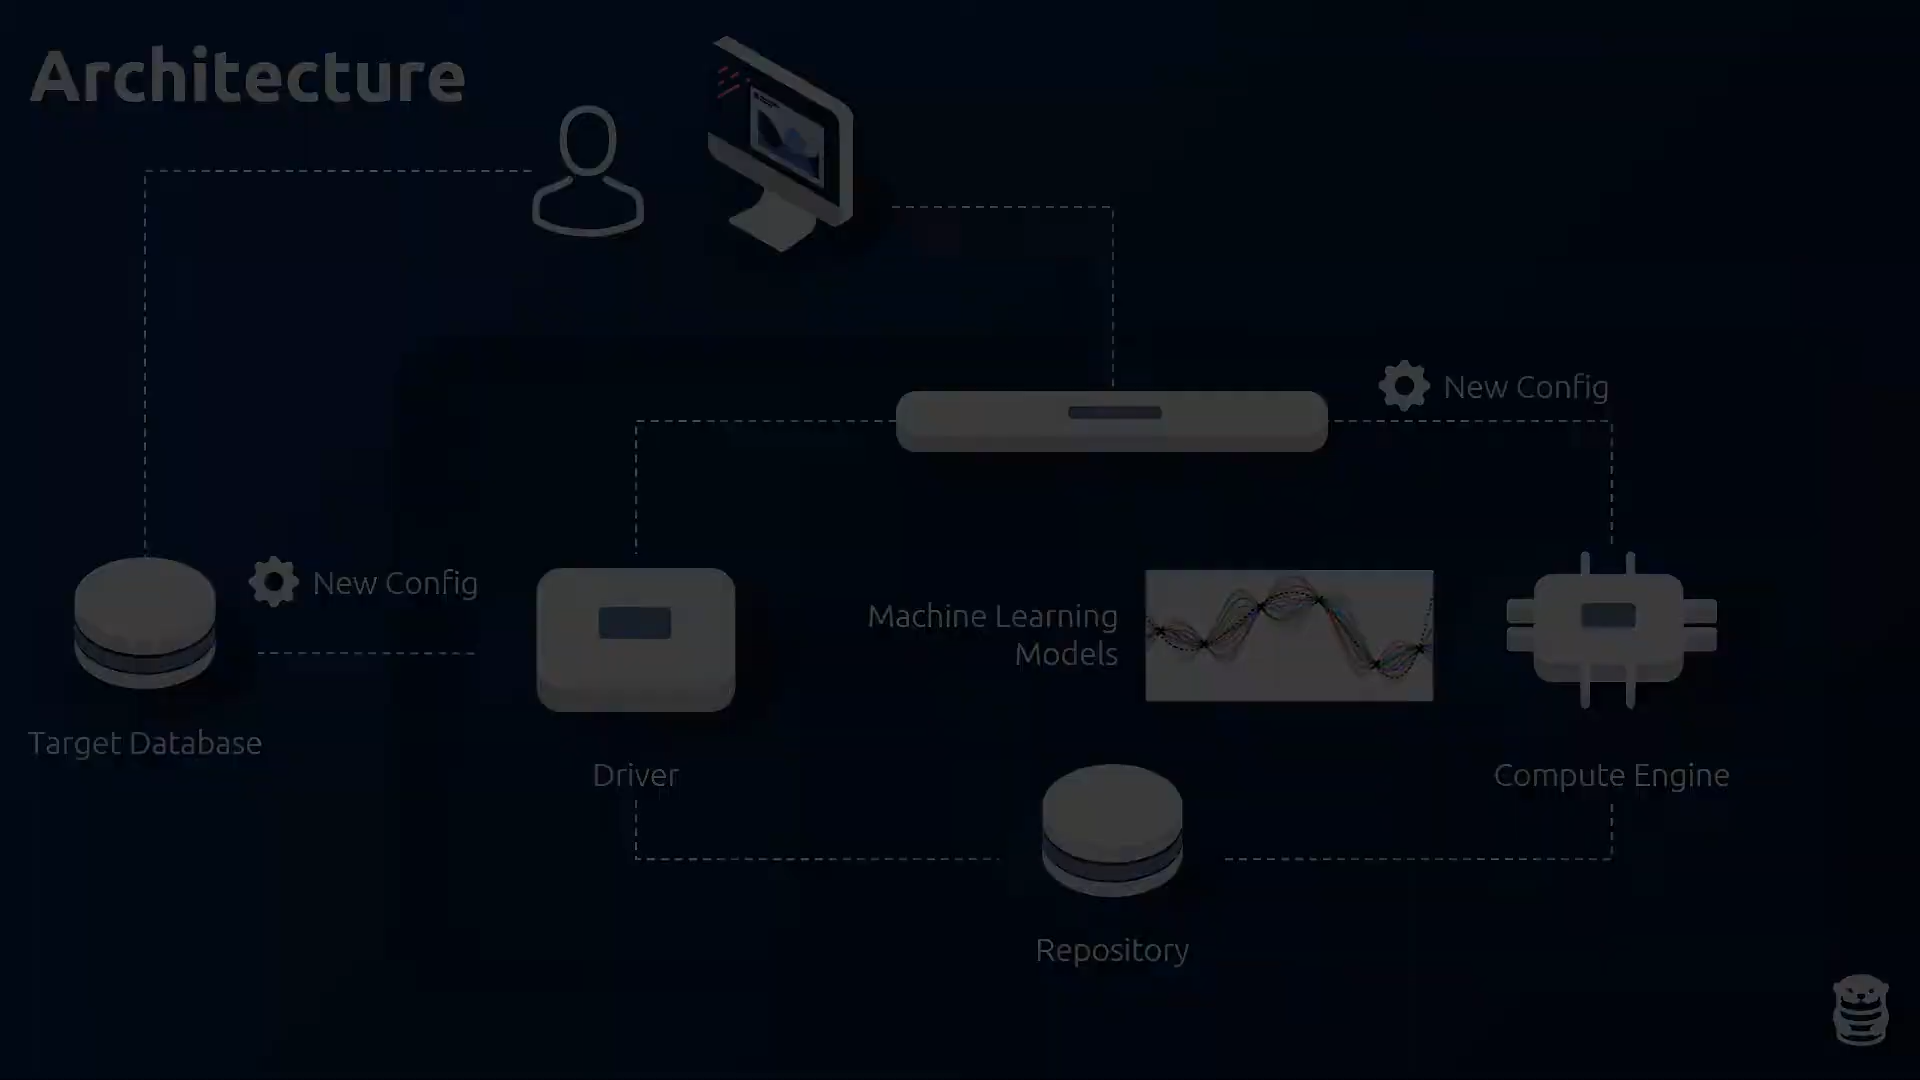 Architecture
New Config
New Config
Machine Learning
Models
Target Database
Driver
Compute Engine
Repository